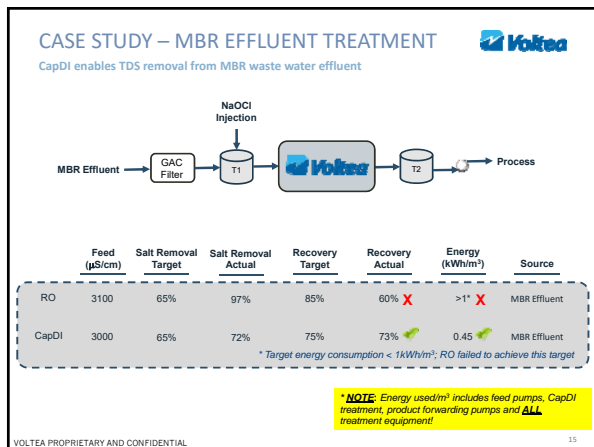 CASE STUDY – MBR EFFLUENT TREATMENT
Voltea
CapDI enables TDS removal from MBR waste water effluent
NaOCl
Injection
MBR Effluent
GAC
Filter
T1
Voltea
T2
Process
Feed (µS/cm) Salt Removal Target Salt Removal Actual Recovery Target Recovery Actual Energy (kWh/m³) Source
RO 3100 65% 97% 85% 60% X >1* X MBR Effluent
CapDI 3000 65% 72% 75% 73% 0.45 MBR Effluent
* Target energy consumption < 1kWh/m³; RO failed to achieve this target
* NOTE: Energy used/m³ includes feed pumps, CapDI
treatment, product forwarding pumps and ALL
treatment equipment!
VOLTEA PROPRIETARY AND CONFIDENTIAL
15